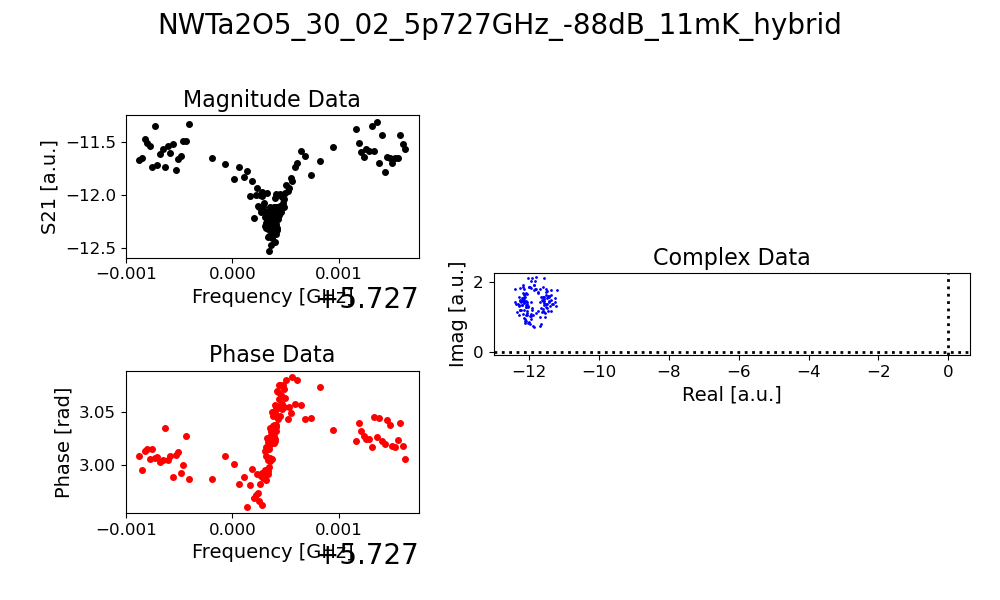 NWTa2O5_30_02_5p727GHz_-88dB_11mK_hybrid
Magnitude Data
S21 [a.u.]
−11.5
−12.0
−12.5
−0.001 0.000 0.001
Frequency [GHz]
+5.727
Phase Data
Phase [rad]
3.05
3.00
−0.001 0.000 0.001
Frequency [GHz]
+5.727
Complex Data
Imag [a.u.]
2
0
−12 −10 −8 −6 −4 −2 0
Real [a.u.]